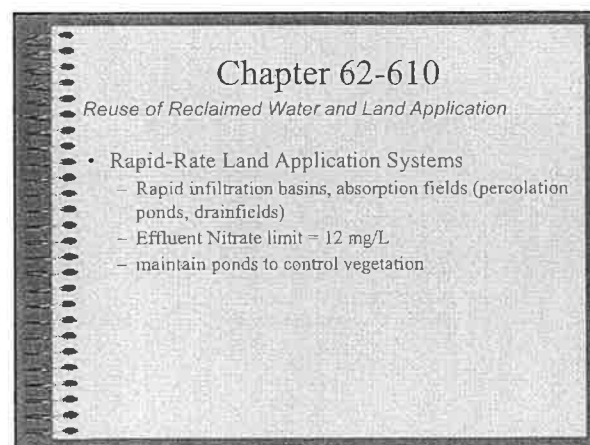 Chapter 62-610
Reuse of Reclaimed Water and Land Application
• Rapid-Rate Land Application Systems
– Rapid infiltration basins, absorption fields (percolation
ponds, drainfields)
– Effluent Nitrate limit = 12 mg/L
– maintain ponds to control vegetation